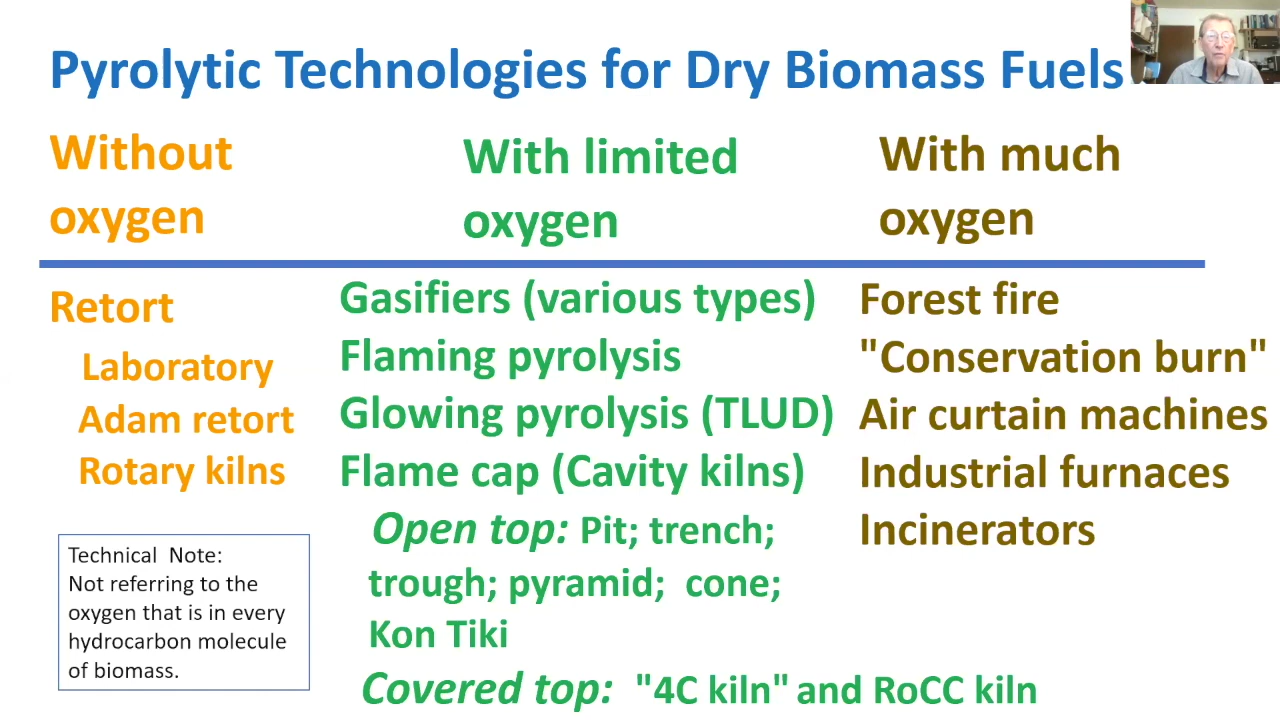 Pyrolytic Technologies for Dry Biomass Fuels
Without
oxygen
With limited
oxygen
With much
oxygen
Retort
Laboratory
Adam retort
Rotary kilns
Technical Note:
Not referring to the
oxygen that is in every
hydrocarbon molecule
of biomass.
Gasifiers (various types)
Flaming pyrolysis
Glowing pyrolysis (TLUD)
Flame cap (Cavity kilns)
Open top: Pit; trench;
trough; pyramid; cone;
Kon Tiki
Covered top: "4C kiln" and RoCC kiln
Forest fire
"Conservation burn"
Air curtain machines
Industrial furnaces
Incinerators